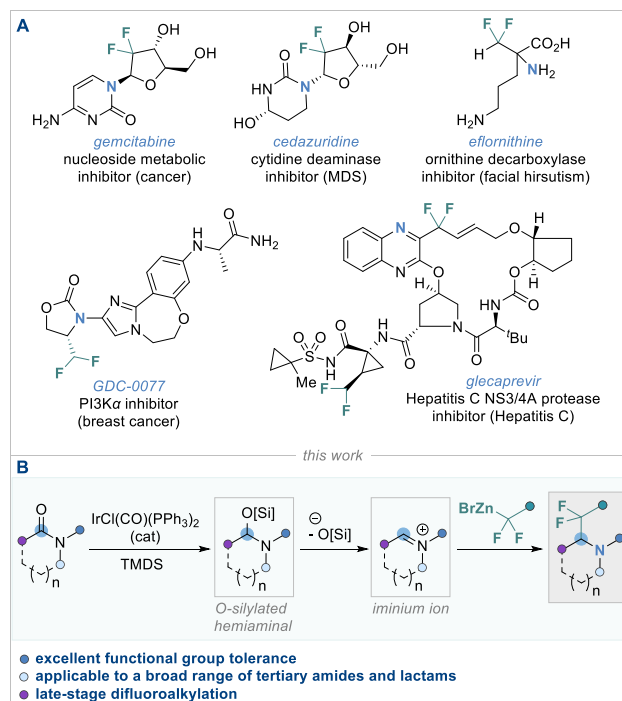 A
F
F
OH
OH
N
O
N
O
H2N
gemcitabine
nucleoside metabolic
inhibitor (cancer)
F
F
OH
OH
O
HN
N
O
HO
cedazuridine
cytidine deaminase
inhibitor (MDS)
F
F
H
CO2H
NH2
H2N
eflornithine
ornithine decarboxylase
inhibitor (facial hirsutism)
O
H
N
NH2
O
O
N
N
N
O
F
F
GDC-0077
PI3Kα inhibitor
(breast cancer)
F
F
N
N
O
H
O
H
O
H
O
HN
O
N
O
tBu
O
HN
O
O
O
S
N
H
Me
F
F
glecaprevir
Hepatitis C NS3/4A protease
inhibitor (Hepatitis C)
this work
B
O
N
n
IrCl(CO)(PPh3)2
(cat)
TMDS
O[Si]
N
n
O-silylated
hemiaminal
⊖
- O[Si]
⊕
N
n
iminium ion
BrZn
F
F
F
F
N
n
excellent functional group tolerance
applicable to a broad range of tertiary amides and lactams
late-stage difluoroalkylation